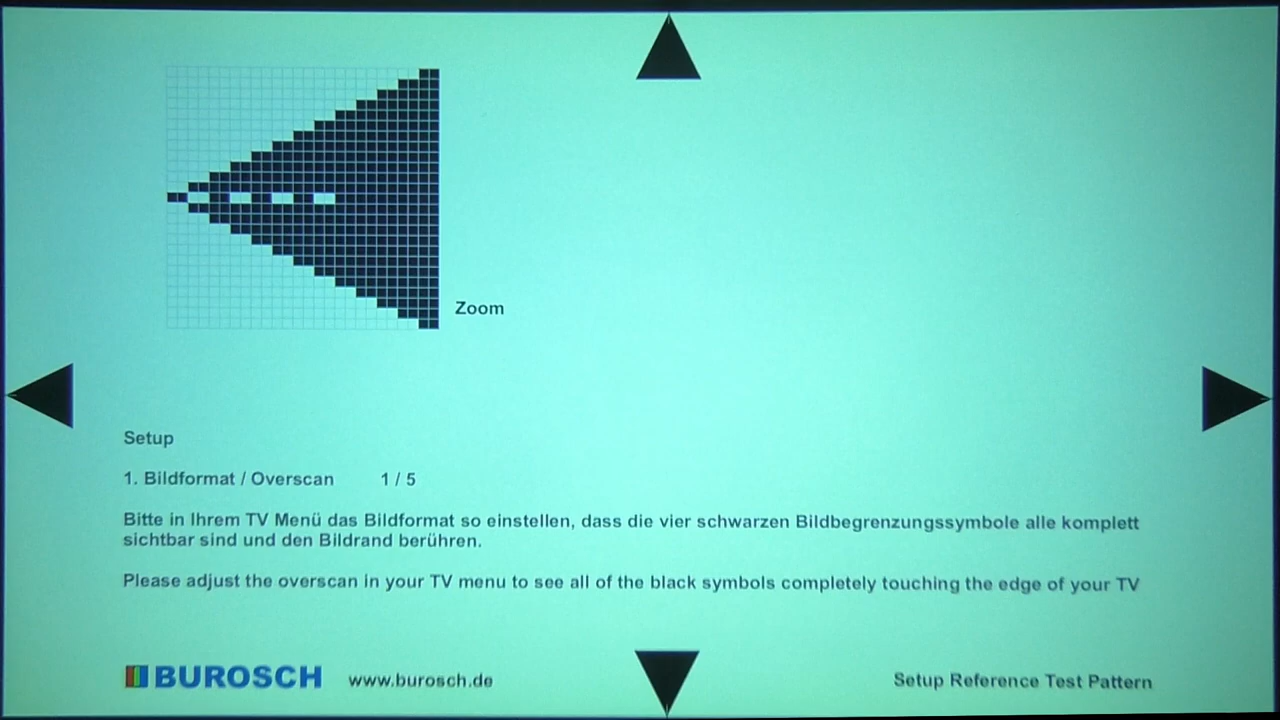 Zoom
Setup
1. Bildformat / Overscan 1 / 5
Bitte in Ihrem TV Menü das Bildformat so einstellen, dass die vier schwarzen Bildbegrenzungssymbole alle komplett
sichtbar sind und den Bildrand berühren.
Please adjust the overscan in your TV menu to see all of the black symbols completely touching the edge of your TV
BUROSCH www.burosch.de Setup Reference Test Pattern